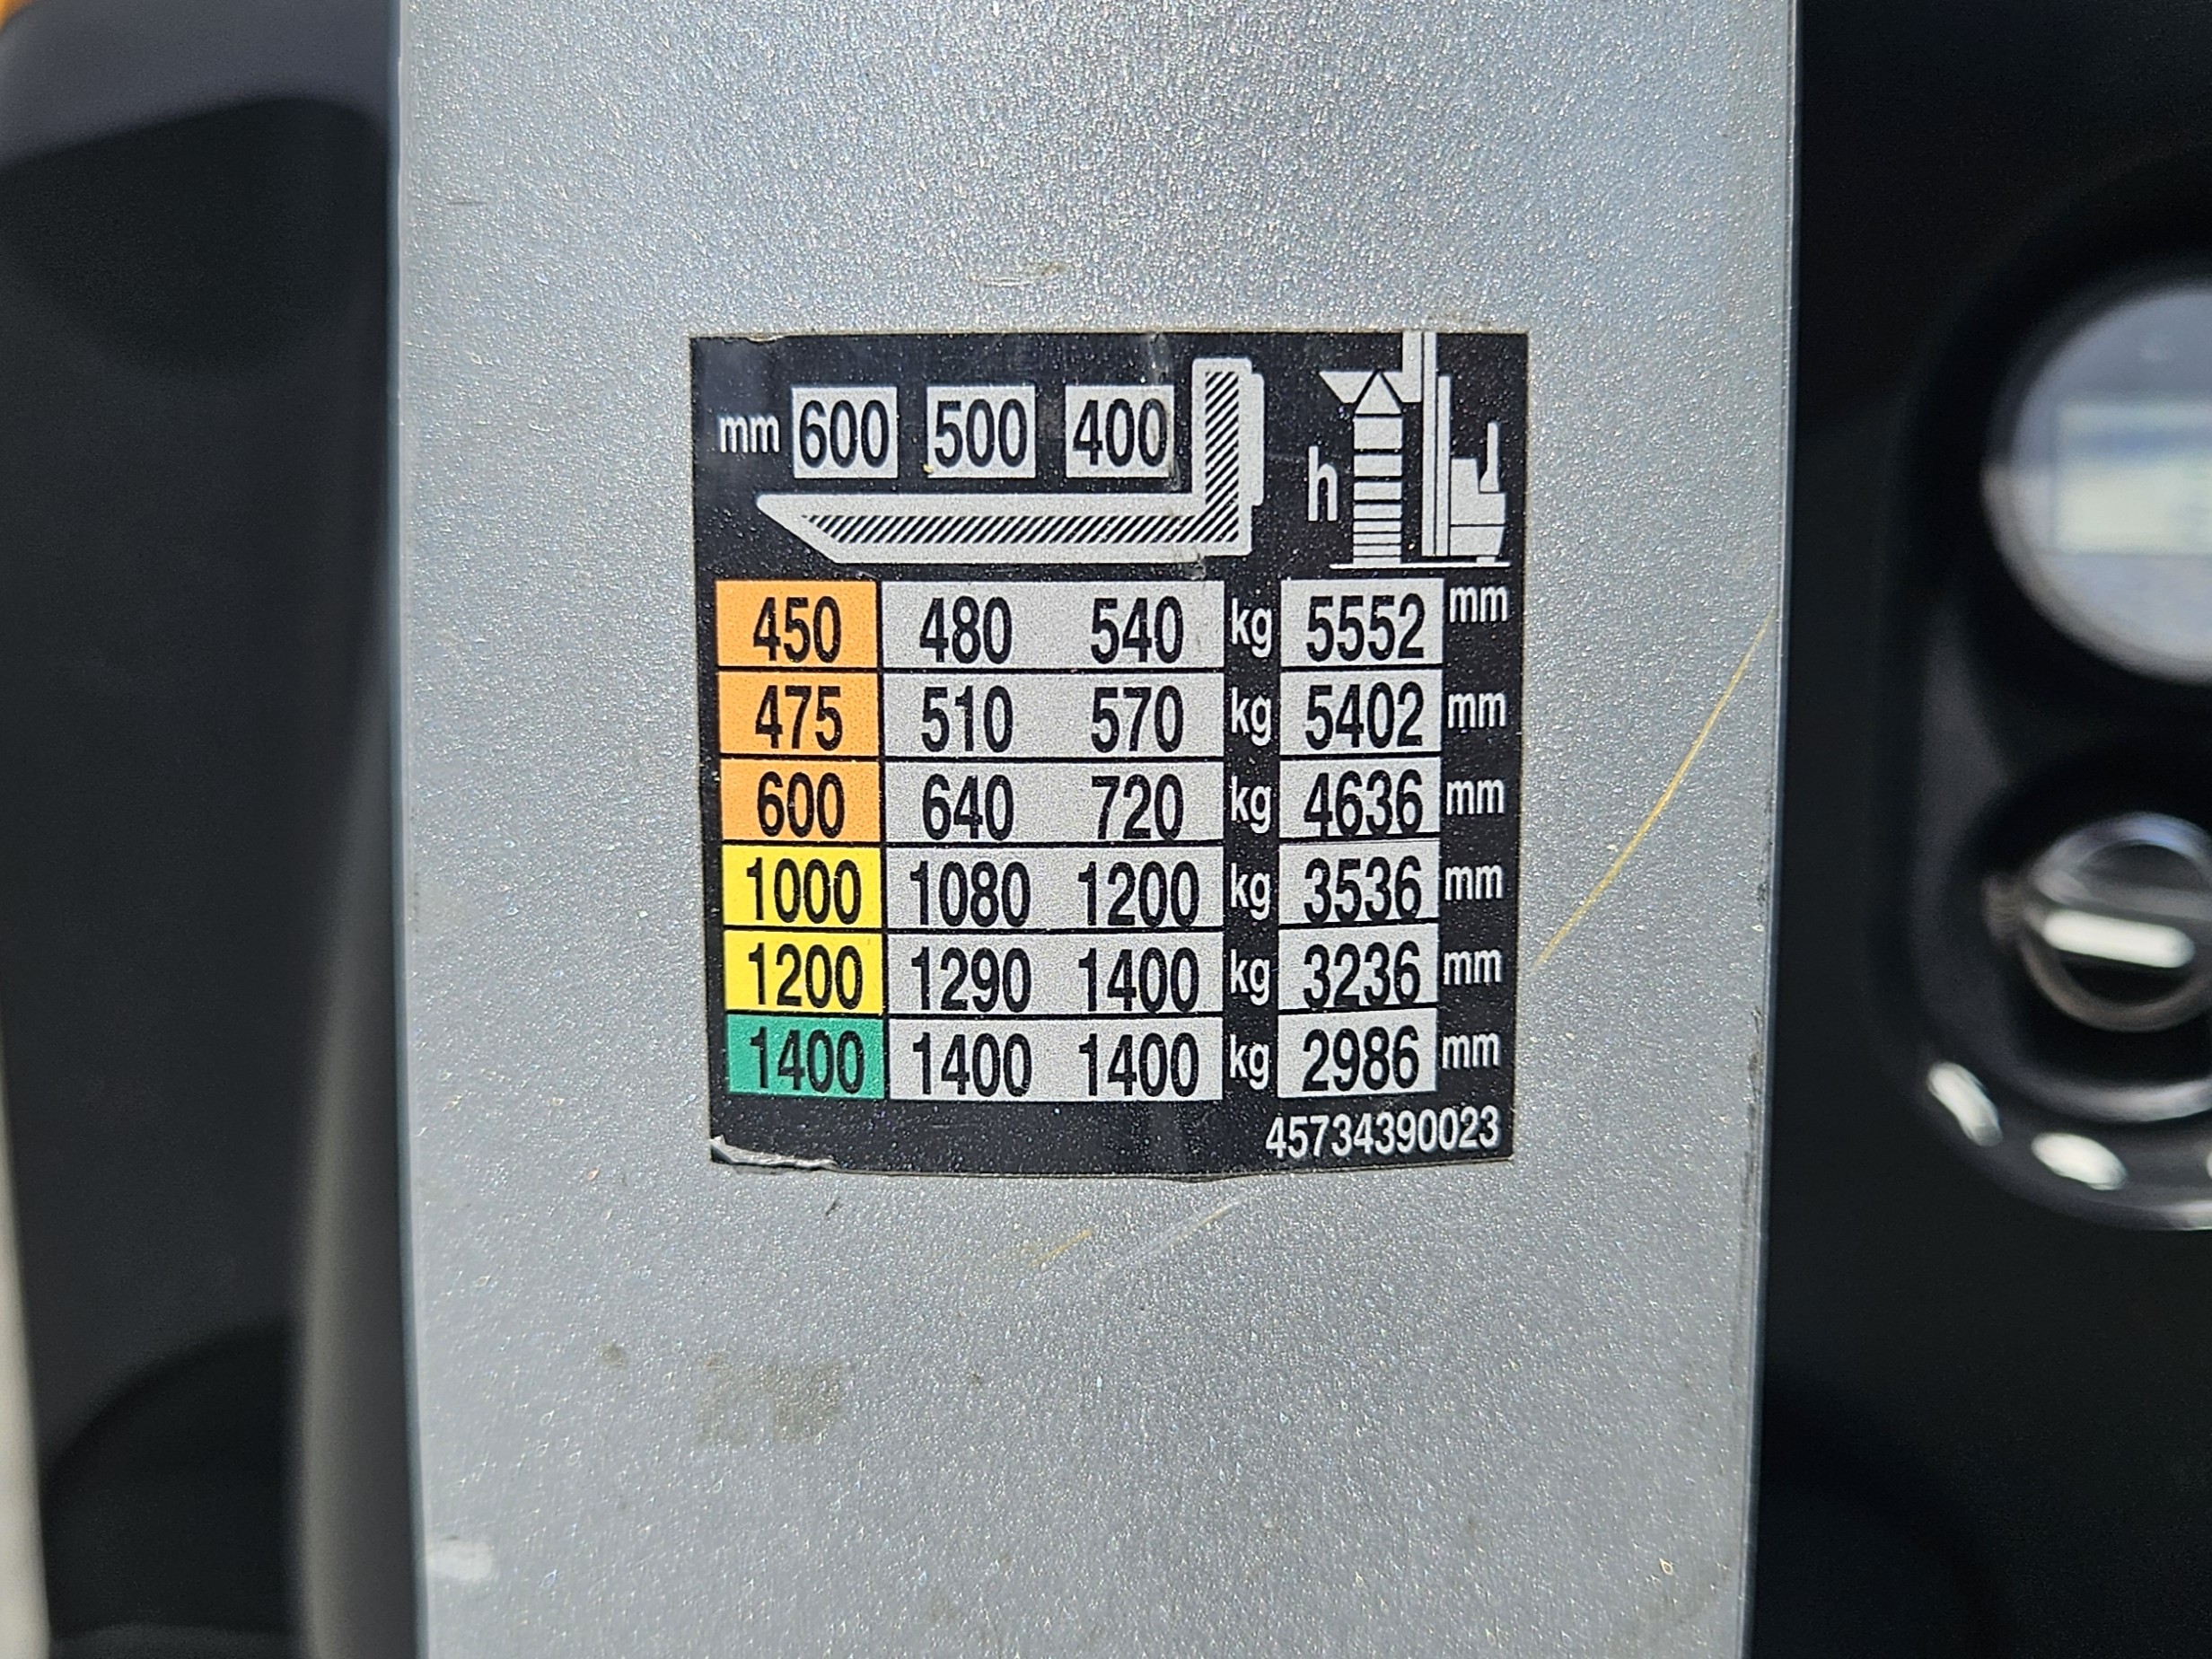 mm 600 500 400
h
450 480 540 kg 5552 mm
475 510 570 kg 5402 mm
600 640 720 kg 4636 mm
1000 1080 1200 kg 3536 mm
1200 1290 1400 kg 3236 mm
1400 1400 1400 kg 2986 mm
45734390023